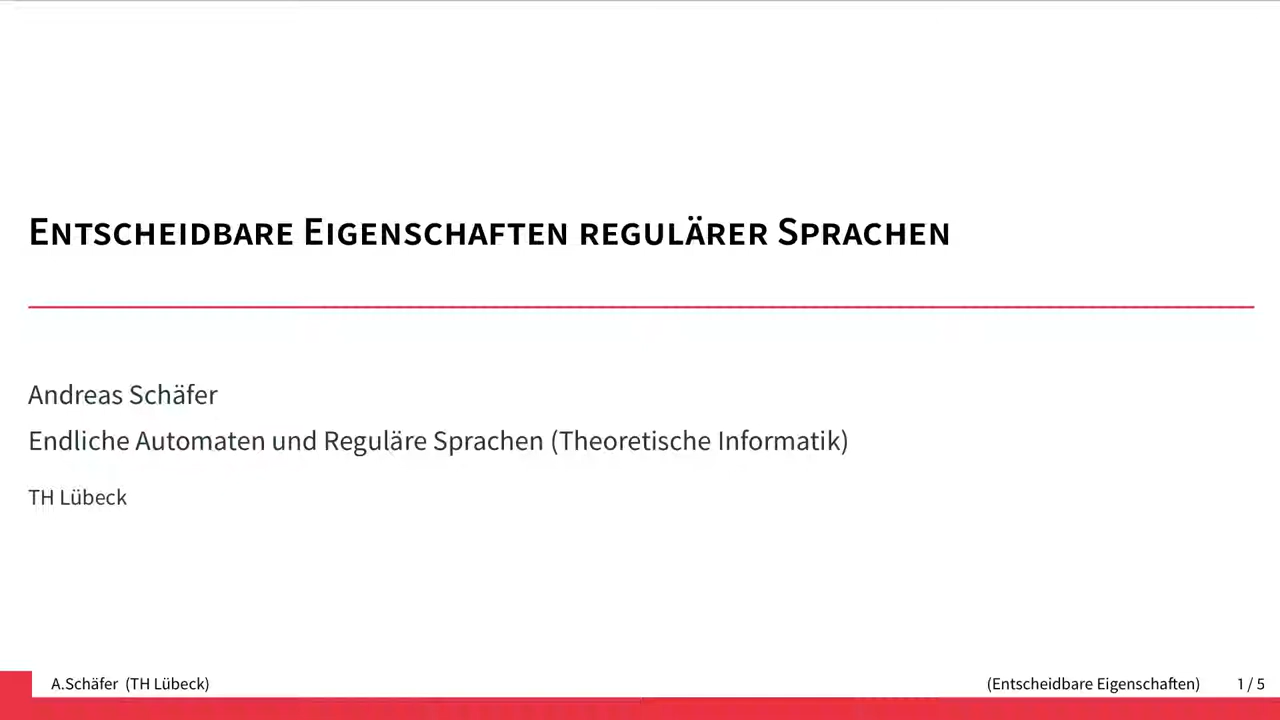 Entscheidbare Eigenschaften regulärer Sprachen
Andreas Schäfer
Endliche Automaten und Reguläre Sprachen (Theoretische Informatik)
TH Lübeck
A.Schäfer (TH Lübeck)
(Entscheidbare Eigenschaften)
1 / 5